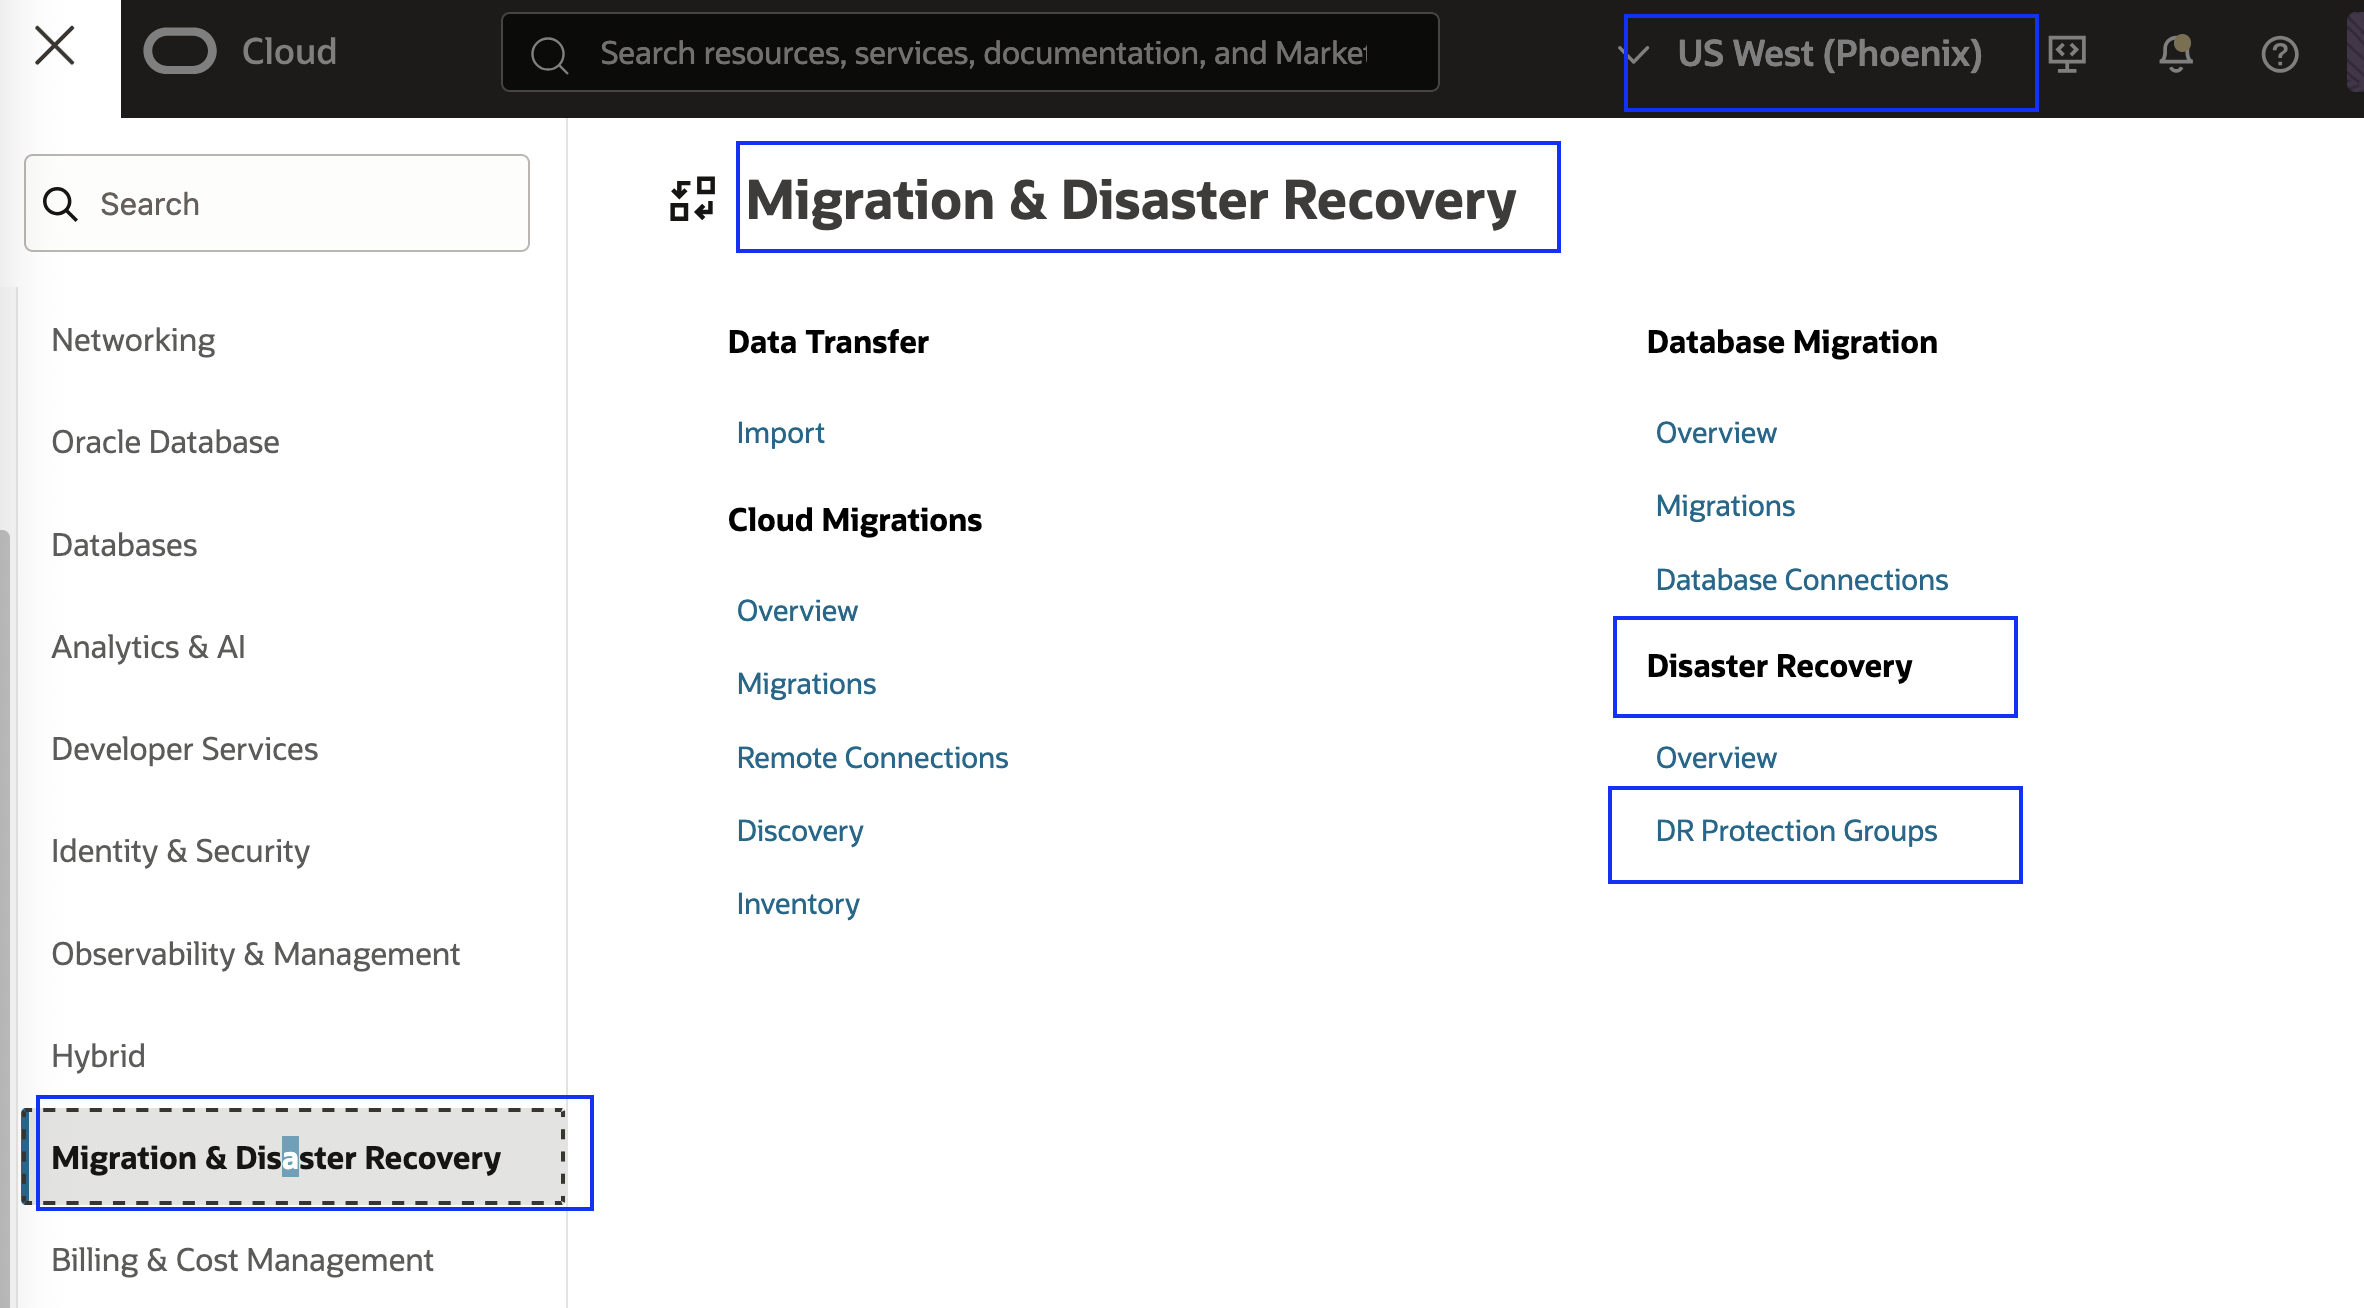 Cloud
Search resources, services, documentation, and Market
US West (Phoenix)
Search
Networking
Oracle Database
Databases
Analytics & AI
Developer Services
Identity & Security
Observability & Management
Hybrid
Migration & Disaster Recovery
Billing & Cost Management
Migration & Disaster Recovery
Data Transfer
Import
Cloud Migrations
Overview
Migrations
Remote Connections
Discovery
Inventory
Database Migration
Overview
Migrations
Database Connections
Disaster Recovery
Overview
DR Protection Groups